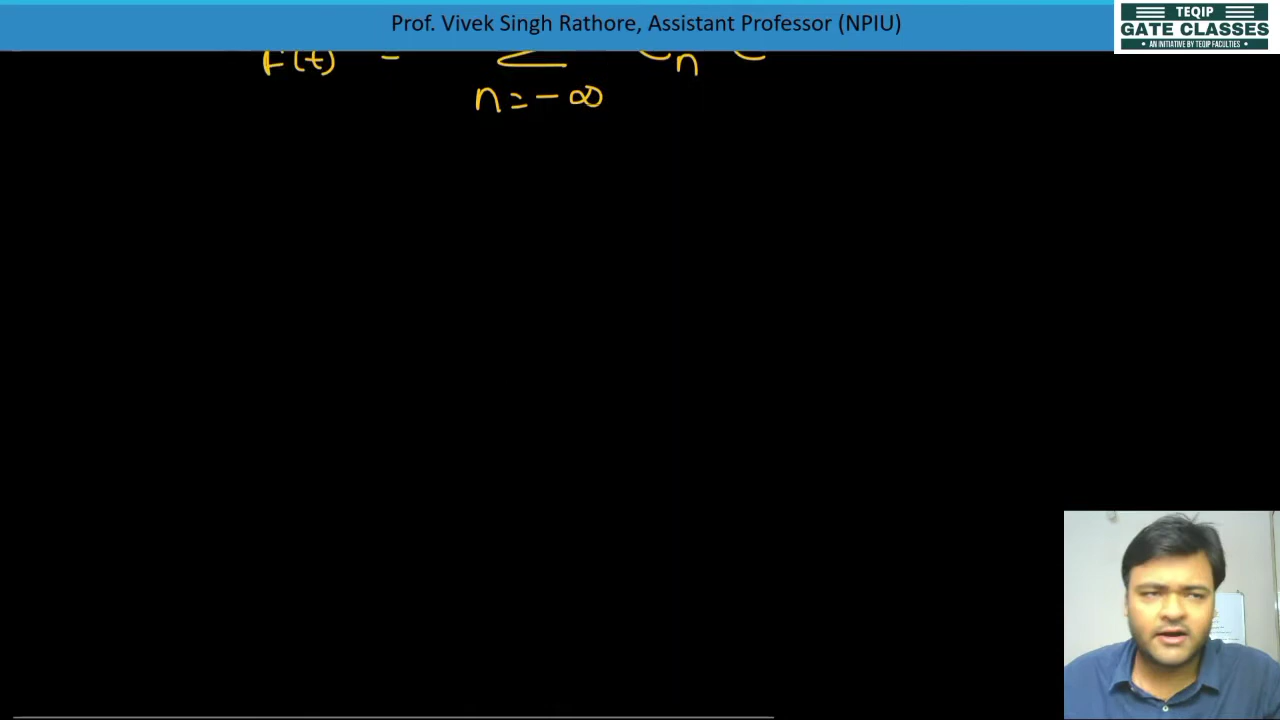 Prof. Vivek Singh Rathore, Assistant Professor (NPIU)
TEQIP
GATE CLASSES
• AN INITIATIVE BY TEQIP FACULTIES •
F(t) = Σ n
n = - ∞